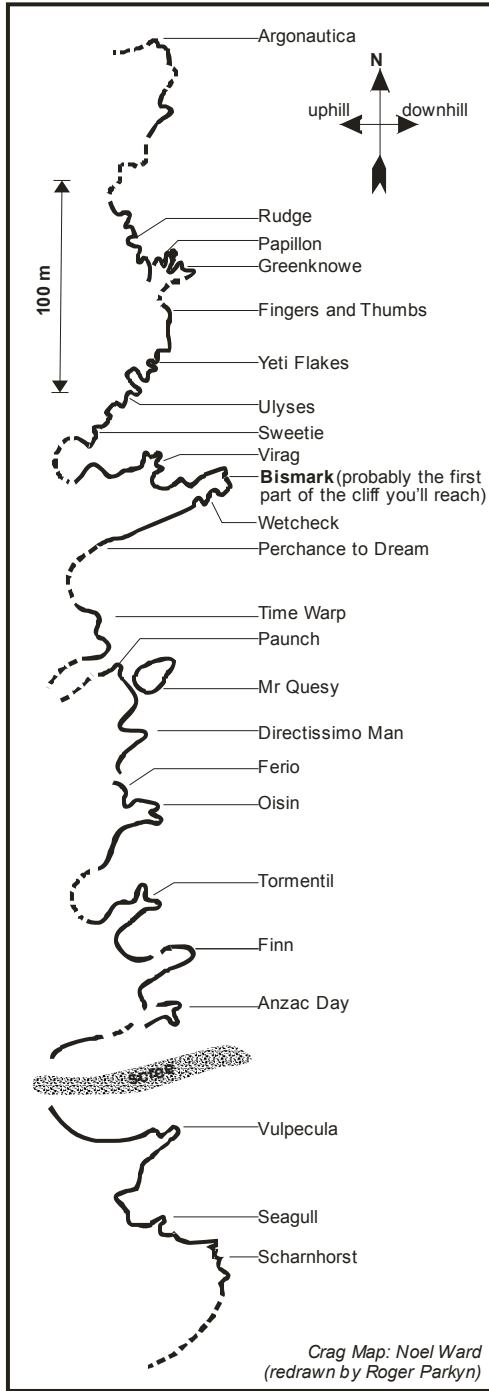 Argonautica
N
uphill
downhill
Rudge
Papillon
Greenknowe
100 m
Fingers and Thumbs
Yeti Flakes
Ulyses
Sweetie
Virag
Bismark (probably the first
part of the cliff you'll reach)
Wetcheck
Perchance to Dream
Time Warp
Paunch
Mr Quesy
Directissimo Man
Ferio
Oisin
Tormentil
Finn
Anzac Day
scree
Vulpecula
Seagull
Scharnhorst
Crag Map: Noel Ward
(redrawn by Roger Parkyn)